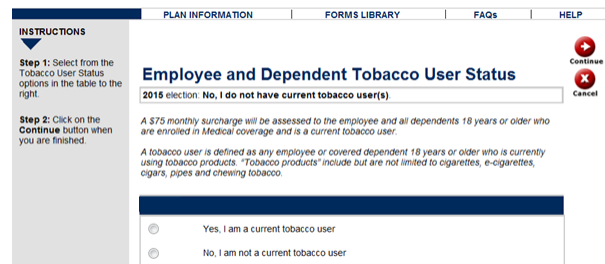 PLAN INFORMATION | FORMS LIBRARY | FAQs | HELP
INSTRUCTIONS
Step 1: Select from the
Tobacco User Status
options in the table to the
right.
Step 2: Click on the
Continue button when
you are finished.
Continue
Cancel
Employee and Dependent Tobacco User Status
2015 election: No, I do not have current tobacco user(s).
A $75 monthly surcharge will be assessed to the employee and all dependents 18 years or older who
are enrolled in Medical coverage and is a current tobacco user.
A tobacco user is defined as any employee or covered dependent 18 years or older who is currently
using tobacco products. "Tobacco products" include but are not limited to cigarettes, e-cigarettes,
cigars, pipes and chewing tobacco.
Yes, I am a current tobacco user
No, I am not a current tobacco user